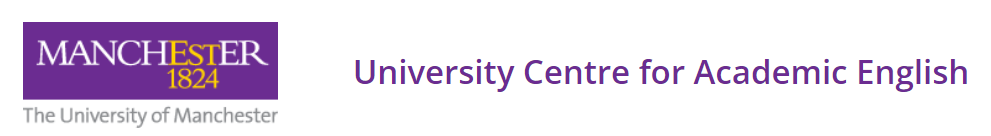 MANCHESTER
1824
The University of Manchester
University Centre for Academic English